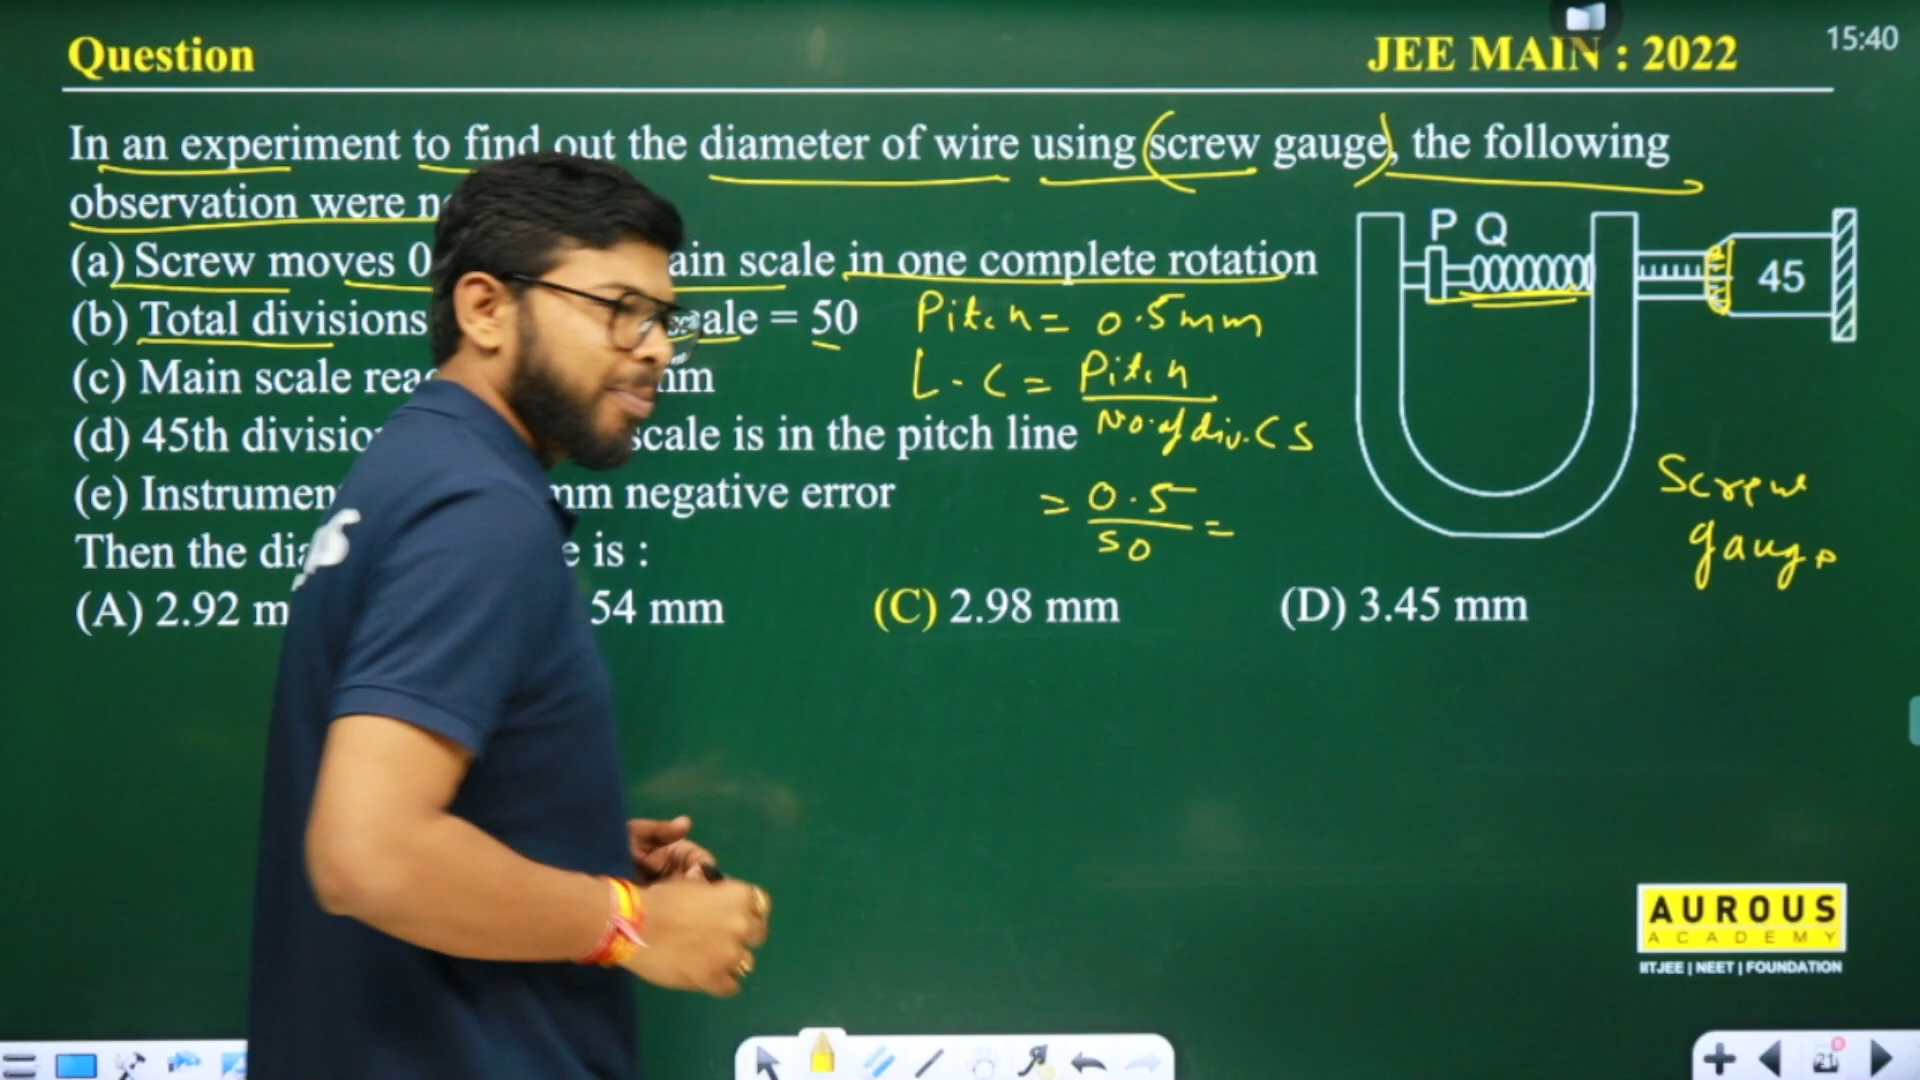 Question
JEE MAIN : 2022
15:40
In an experiment to find out the diameter of wire using screw gauge, the following
observation were
(a) Screw moves 0 ain scale in one complete rotation
(b) Total divisions cale = 50
(c) Main scale rea mm
(d) 45th divisio scale is in the pitch line
(e) Instrumen mm negative error
Then the dia e is :
(A) 2.92 m 54 mm (C) 2.98 mm (D) 3.45 mm
Pitch = 0.5mm
L.C = Pitch
No. of div. CS
= 0.5
50 =
P Q
45
Screw
gauge
AUROUS
ACADEMY
IITJEE | NEET | FOUNDATION
21